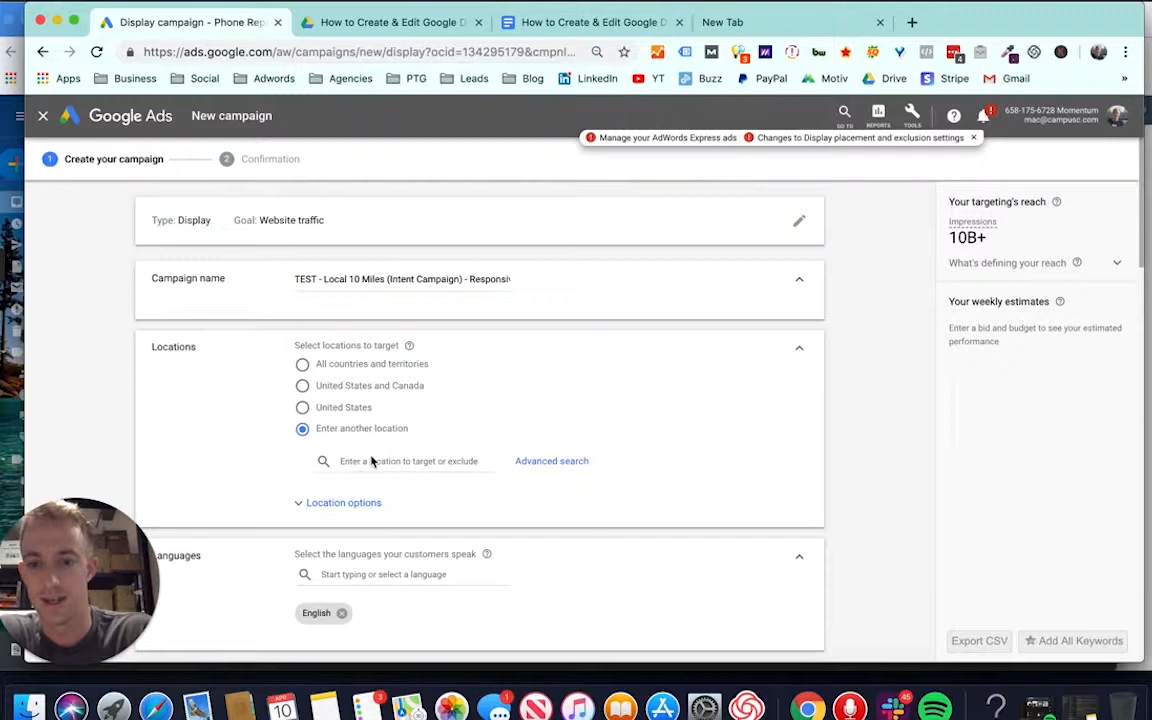 Display campaign - Phone Rep
How to Create & Edit Google D
How to Create & Edit Google D
New Tab
https://ads.google.com/aw/campaigns/new/display?ocid=134295179&cmpnl...
Apps
Business
Social
Adwords
Agencies
PTG
Leads
Blog
LinkedIn
YT
Buzz
PayPal
Motiv
Drive
Stripe
Gmail
»
Google Ads
New campaign
GO TO
REPORTS
TOOLS
658-175-6728 Momentum
mac@campusc.com
Manage your AdWords Express ads
Changes to Display placement and exclusion settings
1 Create your campaign
2 Confirmation
Type: Display
Goal: Website traffic
Campaign name
TEST - Local 10 Miles (Intent Campaign) - Responsiv
Locations
Select locations to target
All countries and territories
United States and Canada
United States
Enter another location
Enter a location to target or exclude
Advanced search
Location options
anguages
Select the languages your customers speak
Start typing or select a language
English
Your targeting's reach
Impressions
10B+
What's defining your reach
Your weekly estimates
Enter a bid and budget to see your estimated
performance
Export CSV
Add All Keywords
APR
10
3
1
45